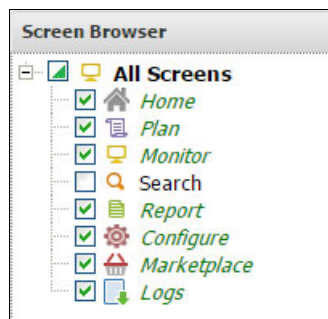 Screen Browser
All Screens
Home
Plan
Monitor
Search
Report
Configure
Marketplace
Logs